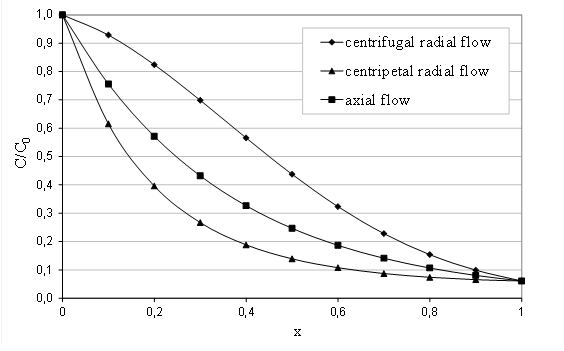 1,0
0,9
0,8
0,7
0,6
0,5
0,4
0,3
0,2
0,1
0,0
C/C0
centrifugal radial flow
centripetal radial flow
axial flow
0 0,2 0,4 0,6 0,8 1
x